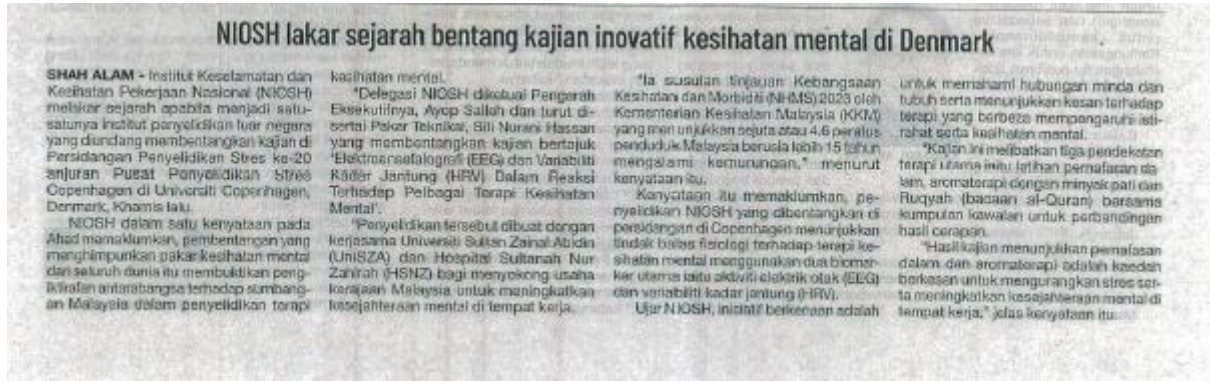 NIOSH lakar sejarah bentang kajian inovatif kesihatan mental di Denmark
SHAH ALAM - Institut Keselamatan dan
Kesihatan Pekerjaan Nasional (NIOSH)
melakar sejarah apabila menjadi satu-
satunya institut penyelidikan luar negara
yang diundang membentangkan kajian di
Persidangan Penyelidikan Stres ke-20
anjuran Pusat Penyelidikan Stres
Copenhagen di Universiti Copenhagen,
Denmark, Khamis lalu.
NIOSH dalam satu kenyataan pada
Ahad memaklumkan, pembentangan yang
menghimpunkan pakar kesihatan mental
dari seluruh dunia itu membuktikan peng-
iktirafan antarabangsa terhadap sumbang-
an Malaysia dalam penyelidikan terapi
kesihatan mental.
"Delegasi NIOSH diketuai Pengarah
Eksekutifnya, Ayop Salleh dan turut di-
sertai Pakar Teknikal, Siti Nurani Hassan
yang membentangkan kajian bertajuk
'Elektroensefalografi (EEG) dan Variabiliti
Kadar Jantung (HRV) Dalam Reaksi
Terhadap Pelbagai Terapi Kesihatan
Mental'.
"Penyelidikan tersebut dibuat dengan
kerjasama Universiti Sultan Zainal Abidin
(UniSZA) dan Hospital Sultanah Nur
Zahirah (HSNZ) bagi menyokong usaha
kerajaan Malaysia untuk meningkatkan
kesejahteraan mental di tempat kerja.
"Ia susulan tinjauan Kebangsaan
Kesihatan dan Morbiditi (NHMS) 2023 oleh
Kementerian Kesihatan Malaysia (KKM)
yang menunjukkan sejuta atau 4.6 peratus
penduduk Malaysia berusia lebih 15 tahun
mengalami kemurungan," menurut
kenyataan itu.
Kenyataan itu memaklumkan, pe-
nyelidikan NIOSH yang dibentangkan di
persidangan di Copenhagen menunjukkan
tindak balas fisiologi terhadap terapi ke-
sihatan mental menggunakan dua biomar-
ker utama iaitu aktiviti elektrik otak (EEG)
dan variabiliti kadar jantung (HRV).
Ujar NIOSH, inisiatif berkenaan adalah
untuk memahami hubungan minda dan
tubuh serta menunjukkan kesan terhadap
terapi yang berbeza mempengaruhi isti-
rahat serta kesihatan mental.
"Kajian ini melibatkan tiga pendekatan
terapi utama iaitu latihan pernafasan da-
lam, aromaterapi dengan minyak pati dan
Ruqyah (bacaan al-Quran) bersama
kumpulan kawalan untuk perbandingan
hasil cerapan.
"Hasil kajian menunjukkan pernafasan
dalam dan aromaterapi adalah kaedah
berkesan untuk mengurangkan stres ser-
ta meningkatkan kesejahteraan mental di
tempat kerja," jelas kenyataan itu.